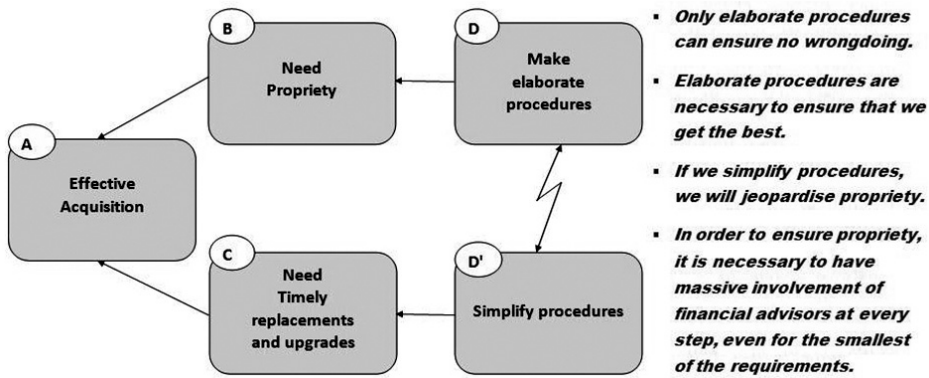 B
Need
Propriety
D
Make
elaborate
procedures
A
Effective
Acquisition
C
Need
Timely
replacements
and upgrades
D'
Simplify procedures
▪ Only elaborate procedures
can ensure no wrongdoing.
▪ Elaborate procedures are
necessary to ensure that we
get the best.
▪ If we simplify procedures,
we will jeopardise propriety.
▪ In order to ensure propriety,
it is necessary to have
massive involvement of
financial advisors at every
step, even for the smallest
of the requirements.